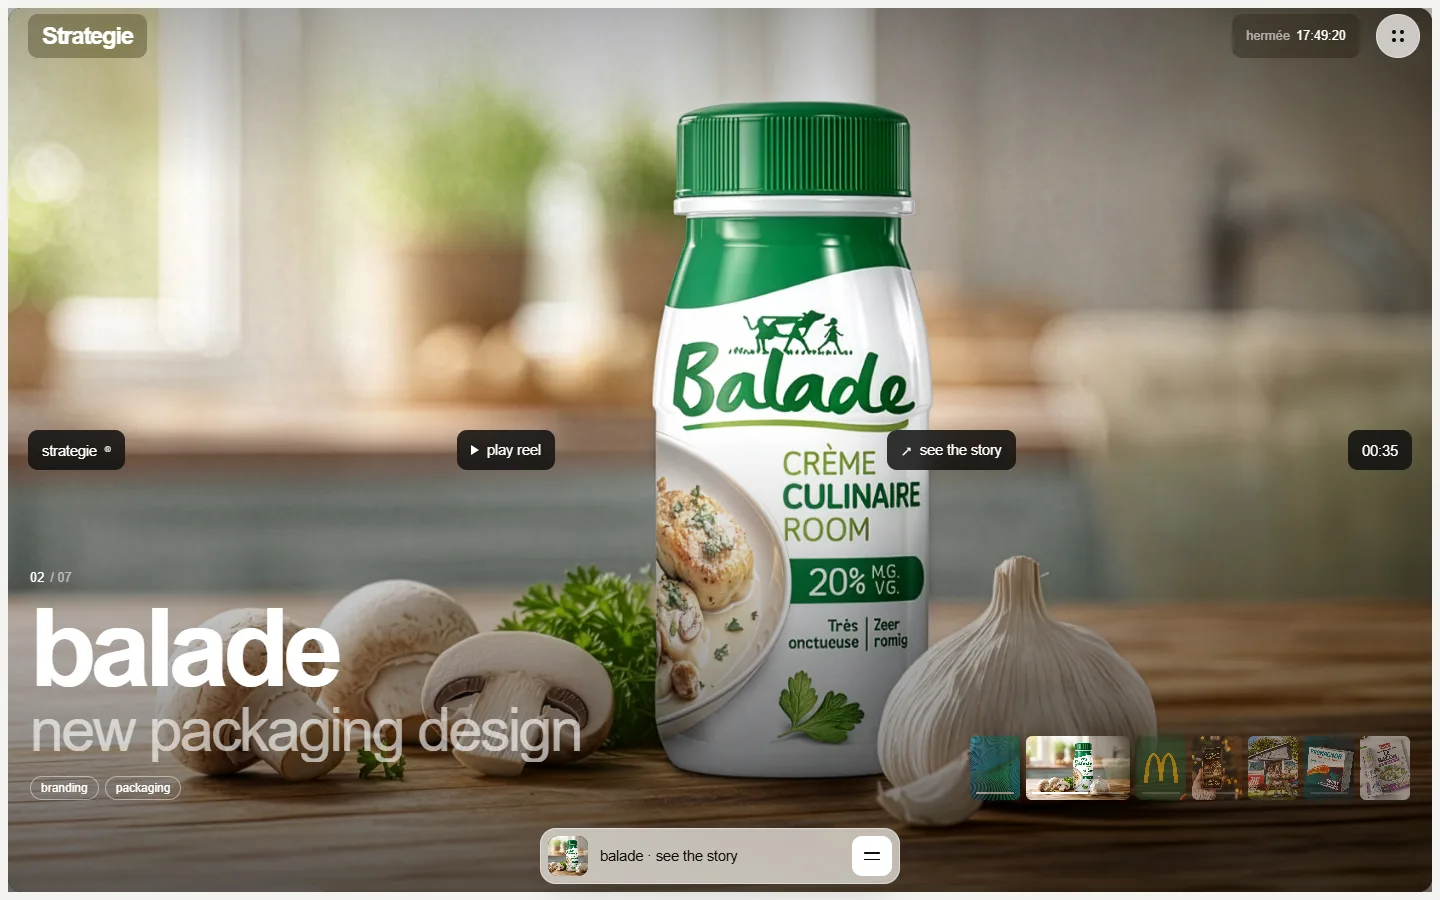 Strategie
hermée 17:49:20
Balade
CRÈME
CULINAIRE
ROOM
strategie ®
play reel
↗ see the story
00:35
20% M.G.
VG.
Très
onctueuse
Zeer
romig
02 / 07
balade
new packaging design
branding
packaging
balade · see the story